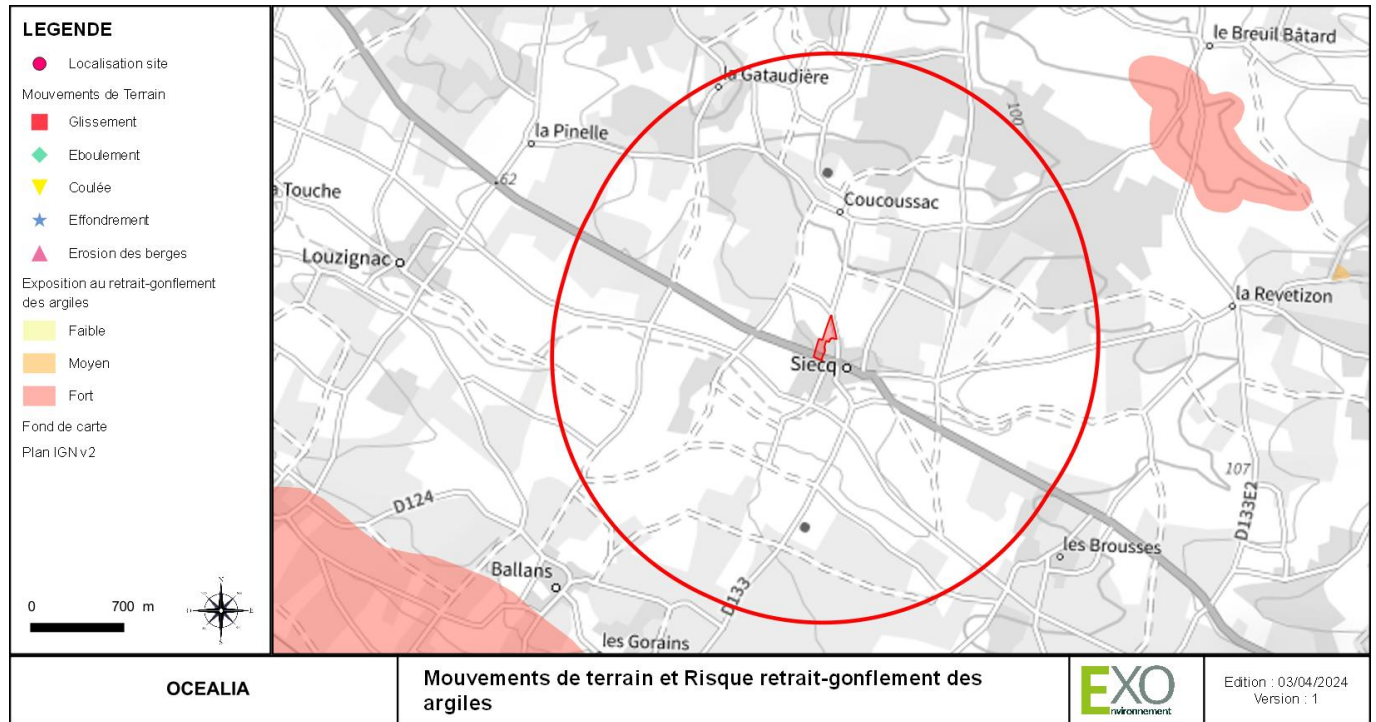 LEGENDE
Localisation site
Mouvements de Terrain
Glissement
Eboulement
Coulée
Effondrement
Erosion des berges
Exposition au retrait-gonflement
des argiles
Faible
Moyen
Fort
Fond de carte
Plan IGN v2
0 700 m
N
S
le Breuil Bâtard
la Gataudière
100
la Pinelle
62
Touche
Coucoussac
Louzignac
la Revetizon
Siecq
107
D124
D133E2
les Brousses
Ballans
D133
les Gorains
OCEALIA
Mouvements de terrain et Risque retrait-gonflement des
argiles
EXO
Environnement
Edition : 03/04/2024
Version : 1